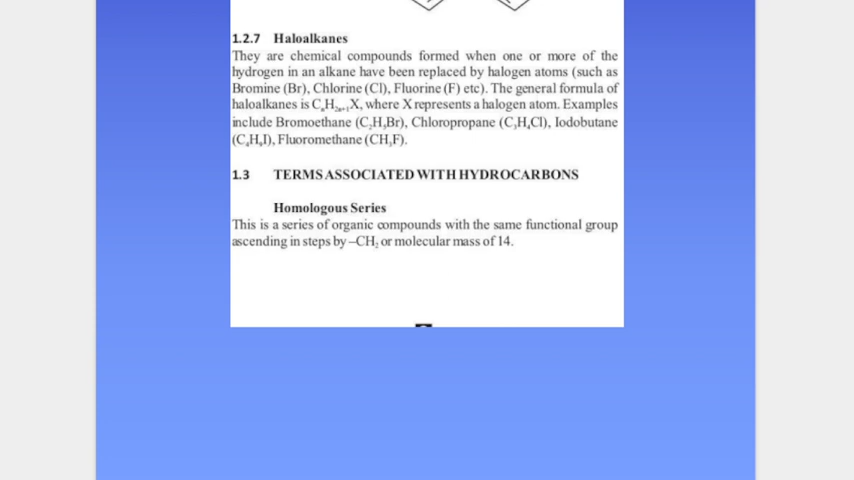 1.2.7 Haloalkanes
They are chemical compounds formed when one or more of the
hydrogen in an alkane have been replaced by halogen atoms (such as
Bromine (Br), Chlorine (Cl), Fluorine (F) etc). The general formula of
haloalkanes is CₙH₂ₙ₊₁X, where X represents a halogen atom. Examples
include Bromoethane (C₂H₅Br), Chloropropane (C₃H Cl), Iodobutane
(C₄H₉I), Fluoromethane (CH₃F).
1.3 TERMS ASSOCIATED WITH HYDROCARBONS
Homologous Series
This is a series of organic compounds with the same functional group
ascending in steps by –CH₂ or molecular mass of 14.